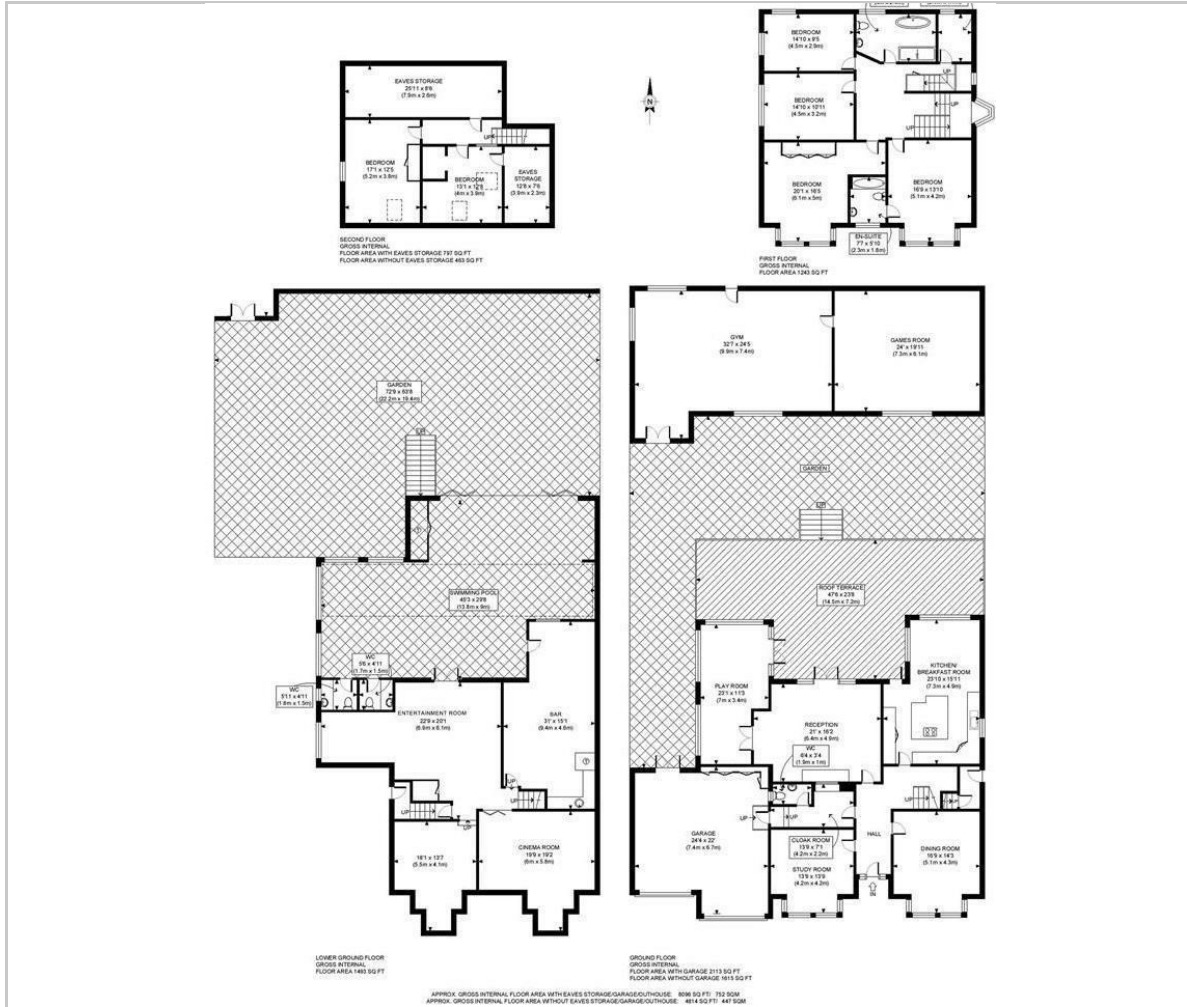 EAVES STORAGE
25'11 x 8'6
(7.9m x 2.6m)
UP
BEDROOM
17'1 x 12'5
(5.2m x 3.8m)
BEDROOM
13'1 x 12'8
(4m x 3.9m)
EAVES
STORAGE
12'8 x 7'6
(3.9m x 2.3m)
SECOND FLOOR
GROSS INTERNAL
FLOOR AREA WITH EAVES STORAGE 797 SQ FT
FLOOR AREA WITHOUT EAVES STORAGE 493 SQ FT
N
BEDROOM
14'10 x 9'5
(4.5m x 2.9m)
UP
BEDROOM
14'10 x 10'11
(4.5m x 3.2m)
UP
UP
BEDROOM
20'1 x 16'5
(6.1m x 5m)
BEDROOM
16'9 x 13'10
(5.1m x 4.2m)
EN-SUITE
7'7 x 5'10
(2.3m x 1.8m)
FIRST FLOOR
GROSS INTERNAL
FLOOR AREA 1243 SQ FT
GARDEN
72'9 x 63'8
(22.2m x 19.4m)
UP
T
SWIMMING POOL
45'3 x 29'8
(13.8m x 9m)
WC
5'6 x 4'11
(1.7m x 1.5m)
WC
5'11 x 4'11
(1.8m x 1.5m)
ENTERTAINMENT ROOM
22'8 x 20'1
(6.9m x 6.1m)
BAR
31' x 15'1
(9.4m x 4.6m)
T
UP
UP
UP
UP
18'1 x 13'7
(5.5m x 4.1m)
CINEMA ROOM
19'9 x 19'2
(6m x 5.8m)
LOWER GROUND FLOOR
GROSS INTERNAL
FLOOR AREA 1493 SQ FT
GYM
32'7 x 24'5
(9.9m x 7.4m)
GAMES ROOM
24' x 19'11
(7.3m x 6.1m)
GARDEN
UP
ROOF TERRACE
47'6 x 23'8
(14.5m x 7.2m)
PLAY ROOM
23'1 x 11'3
(7m x 3.4m)
KITCHEN/
BREAKFAST ROOM
23'10 x 15'11
(7.3m x 4.9m)
RECEPTION
21' x 16'2
(6.4m x 4.9m)
WC
6'4 x 3'4
(1.9m x 1m)
GARAGE
24'4 x 22'
(7.4m x 6.7m)
UP
UP
UP
UP
HALL
CLOAK ROOM
13'8 x 7'1
(4.2m x 2.2m)
STUDY ROOM
13'9 x 13'9
(4.2m x 4.2m)
DINING ROOM
16'9 x 14'3
(5.1m x 4.3m)
IN
GROUND FLOOR
GROSS INTERNAL
FLOOR AREA WITH GARAGE 2113 SQ FT
FLOOR AREA WITHOUT GARAGE 1615 SQ FT
APPROX. GROSS INTERNAL FLOOR AREA WITH EAVES STORAGE/GARAGE/OUTHOUSE: 8096 SQ FT/ 752 SQM
APPROX. GROSS INTERNAL FLOOR AREA WITHOUT EAVES STORAGE/GARAGE/OUTHOUSE: 4814 SQ FT/ 447 SQM